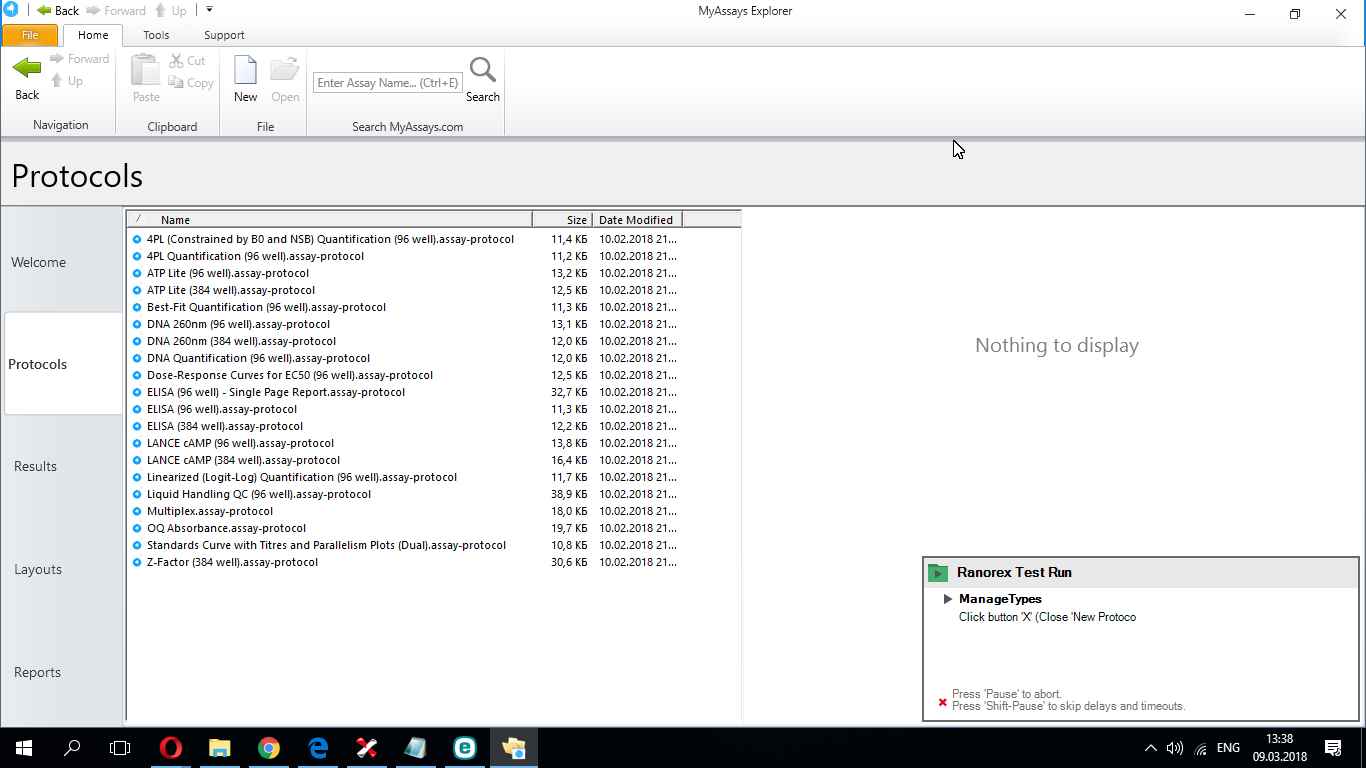 Back Forward Up
MyAssays Explorer
File Home Tools Support
Back Forward Up
Paste Cut Copy
New Open
Enter Assay Name... (Ctrl+E) Search
Navigation Clipboard File Search MyAssays.com
Protocols
Welcome
Protocols
Results
Layouts
Reports
Name Size Date Modified
4PL (Constrained by B0 and NSB) Quantification (96 well).assay-protocol 11,4 КБ 10.02.2018 21...
4PL Quantification (96 well).assay-protocol 11,2 КБ 10.02.2018 21...
ATP Lite (96 well).assay-protocol 13,2 КБ 10.02.2018 21...
ATP Lite (384 well).assay-protocol 12,5 КБ 10.02.2018 21...
Best-Fit Quantification (96 well).assay-protocol 11,3 КБ 10.02.2018 21...
DNA 260nm (96 well).assay-protocol 13,1 КБ 10.02.2018 21...
DNA 260nm (384 well).assay-protocol 12,0 КБ 10.02.2018 21...
DNA Quantification (96 well).assay-protocol 12,0 КБ 10.02.2018 21...
Dose-Response Curves for EC50 (96 well).assay-protocol 12,5 КБ 10.02.2018 21...
ELISA (96 well) - Single Page Report.assay-protocol 32,7 КБ 10.02.2018 21...
ELISA (96 well).assay-protocol 11,3 КБ 10.02.2018 21...
ELISA (384 well).assay-protocol 12,2 КБ 10.02.2018 21...
LANCE cAMP (96 well).assay-protocol 13,8 КБ 10.02.2018 21...
LANCE cAMP (384 well).assay-protocol 16,4 КБ 10.02.2018 21...
Linearized (Logit-Log) Quantification (96 well).assay-protocol 11,7 КБ 10.02.2018 21...
Liquid Handling QC (96 well).assay-protocol 38,9 КБ 10.02.2018 21...
Multiplex.assay-protocol 18,0 КБ 10.02.2018 21...
OQ Absorbance.assay-protocol 19,7 КБ 10.02.2018 21...
Standards Curve with Titres and Parallelism Plots (Dual).assay-protocol 10,8 КБ 10.02.2018 21...
Z-Factor (384 well).assay-protocol 30,6 КБ 10.02.2018 21...
Nothing to display
Ranorex Test Run
ManageTypes
Click button 'X' (Close 'New Protoco
Press 'Pause' to abort.
Press 'Shift-Pause' to skip delays and timeouts.
ENG
13:38
09.03.2018